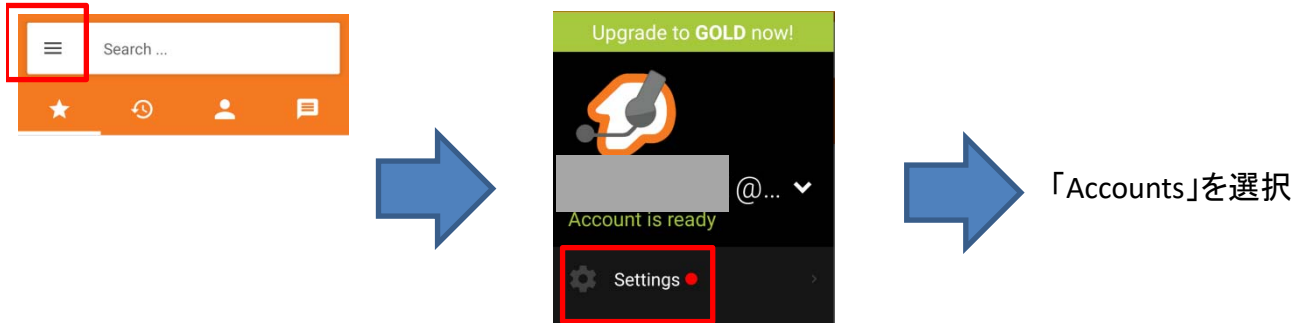 Search ...
Upgrade to GOLD now!
@...
Account is ready
Settings
「Accounts」を選択